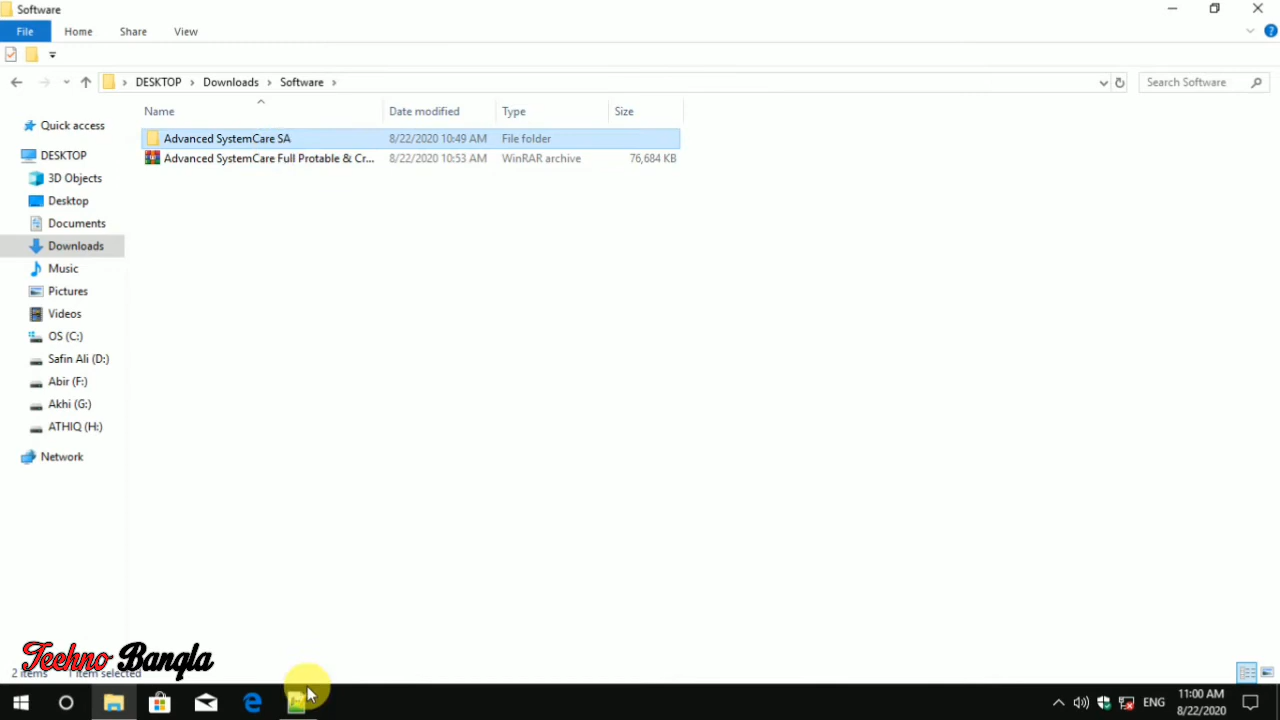 Software
File Home Share View
DESKTOP Downloads Software
Search Software
Name Date modified Type Size
Advanced SystemCare SA 8/22/2020 10:49 AM File folder
Advanced SystemCare Full Protable & Cr... 8/22/2020 10:53 AM WinRAR archive 76,684 KB
Quick access
DESKTOP
3D Objects
Desktop
Documents
Downloads
Music
Pictures
Videos
OS (C:)
Safin Ali (D:)
Abir (F:)
Akhi (G:)
ATHIQ (H:)
Network
Techno Bangla
2 items 1 item selected
ENG
11:00 AM
8/22/2020